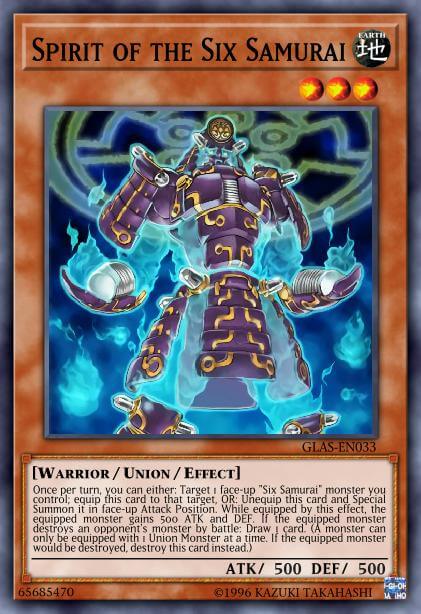 SPIRIT OF THE SIX SAMURAI
EARTH
地
GLAS-EN033
[WARRIOR / UNION / EFFECT]
Once per turn, you can either: Target 1 face-up "Six Samurai" monster you
control; equip this card to that target, OR: Unequip this card and Special
Summon it in face-up Attack Position. While equipped by this effect, the
equipped monster gains 500 ATK and DEF. If the equipped monster
destroys an opponent's monster by battle: Draw 1 card. (A monster can
only be equipped with 1 Union Monster at a time. If the equipped monster
would be destroyed, destroy this card instead.)
ATK/ 500 DEF/ 500
65685470
©1996 KAZUKI TAKAHASHI